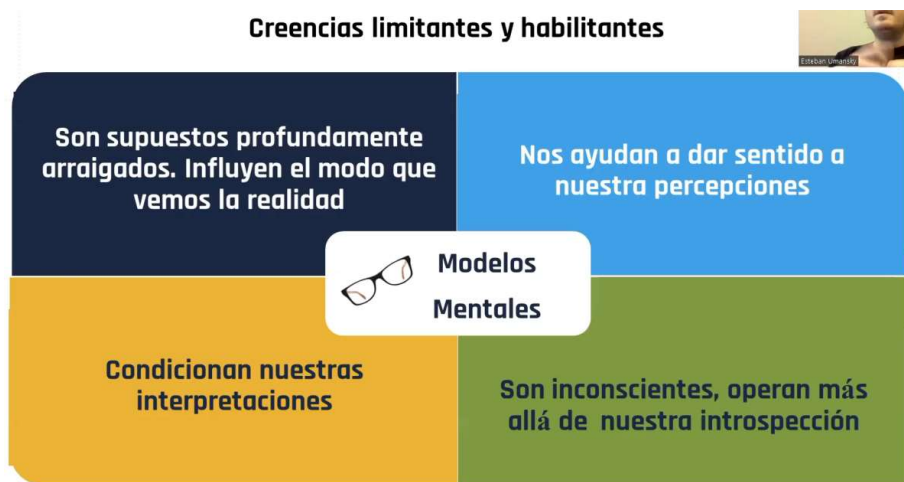 Creencias limitantes y habilitantes
Esteban Umansky
Son supuestos profundamente
arraigados. Influyen el modo que
vemos la realidad
Nos ayudan a dar sentido a
nuestra percepciones
Modelos
Mentales
Condicionan nuestras
interpretaciones
Son inconscientes, operan más
allá de nuestra introspección